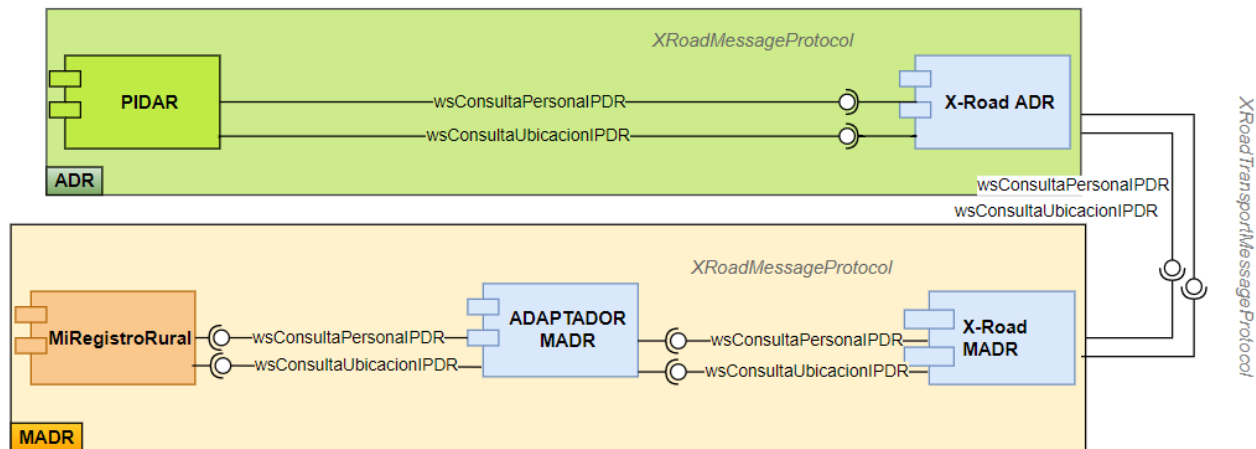 XRoadMessageProtocol
PIDAR
wsConsultaPersonalPDR
X-Road ADR
wsConsultaUbicacionIPDR
ADR
wsConsultaPersonalPDR
wsConsultaUbicacionIPDR
XRoadTransportMessageProtocol
XRoadMessageProtocol
MiRegistroRural
wsConsultaPersonalPDR
wsConsultaUbicacionIPDR
ADAPTADOR
MADR
wsConsultaPersonalPDR
wsConsultaUbicacionIPDR
X-Road
MADR
MADR